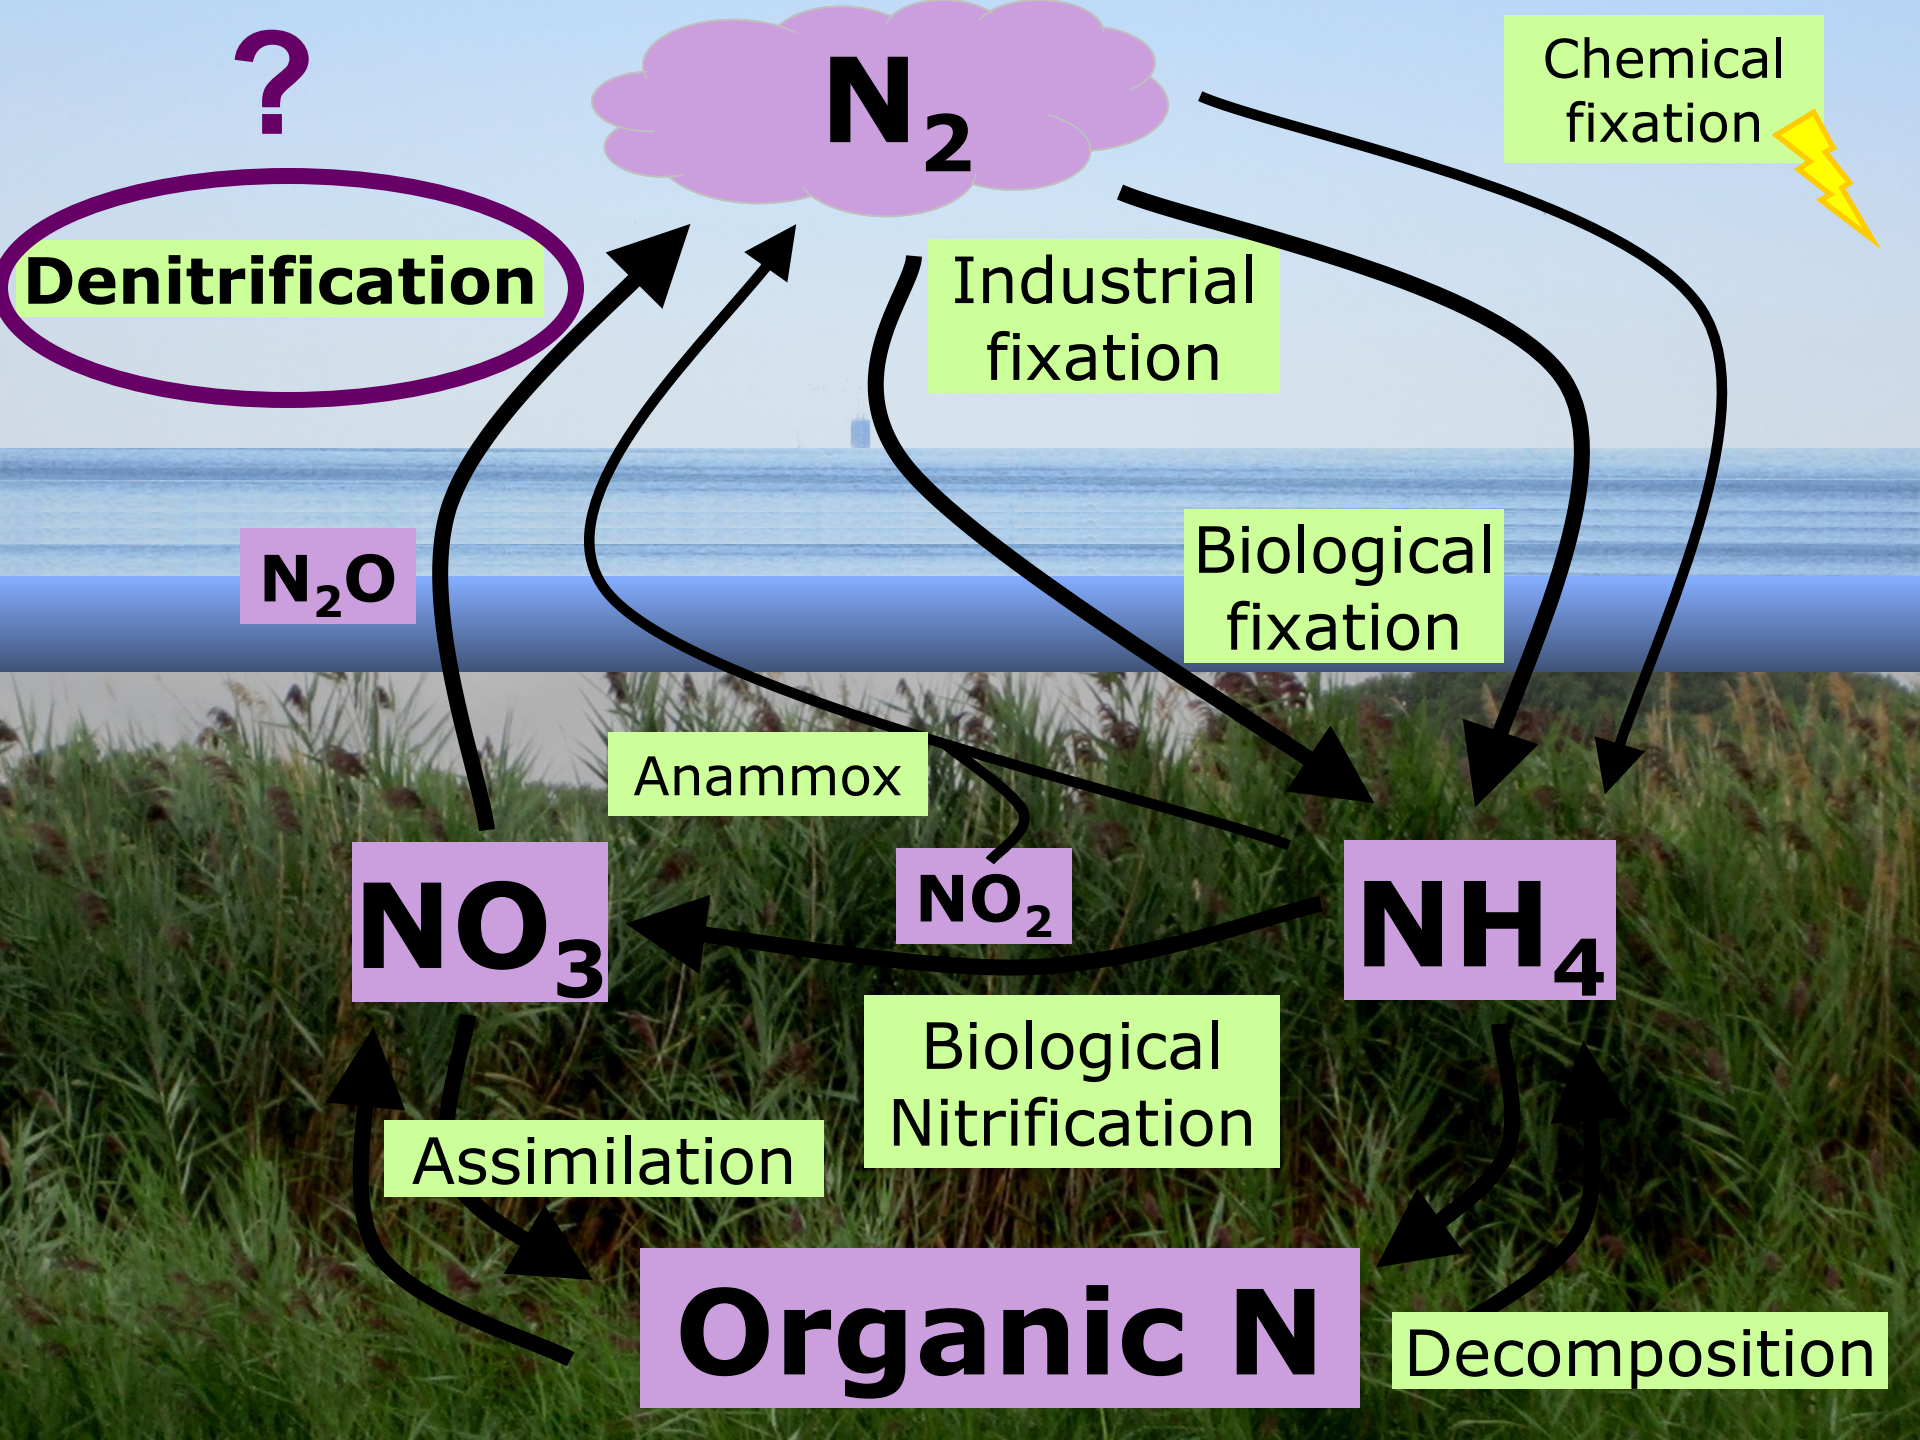 ?
N₂
Chemical
fixation
Denitrification
Industrial
fixation
N₂O
Biological
fixation
Anammox
NO₂
NO₃
NH₄
Biological
Nitrification
Assimilation
Organic N
Decomposition